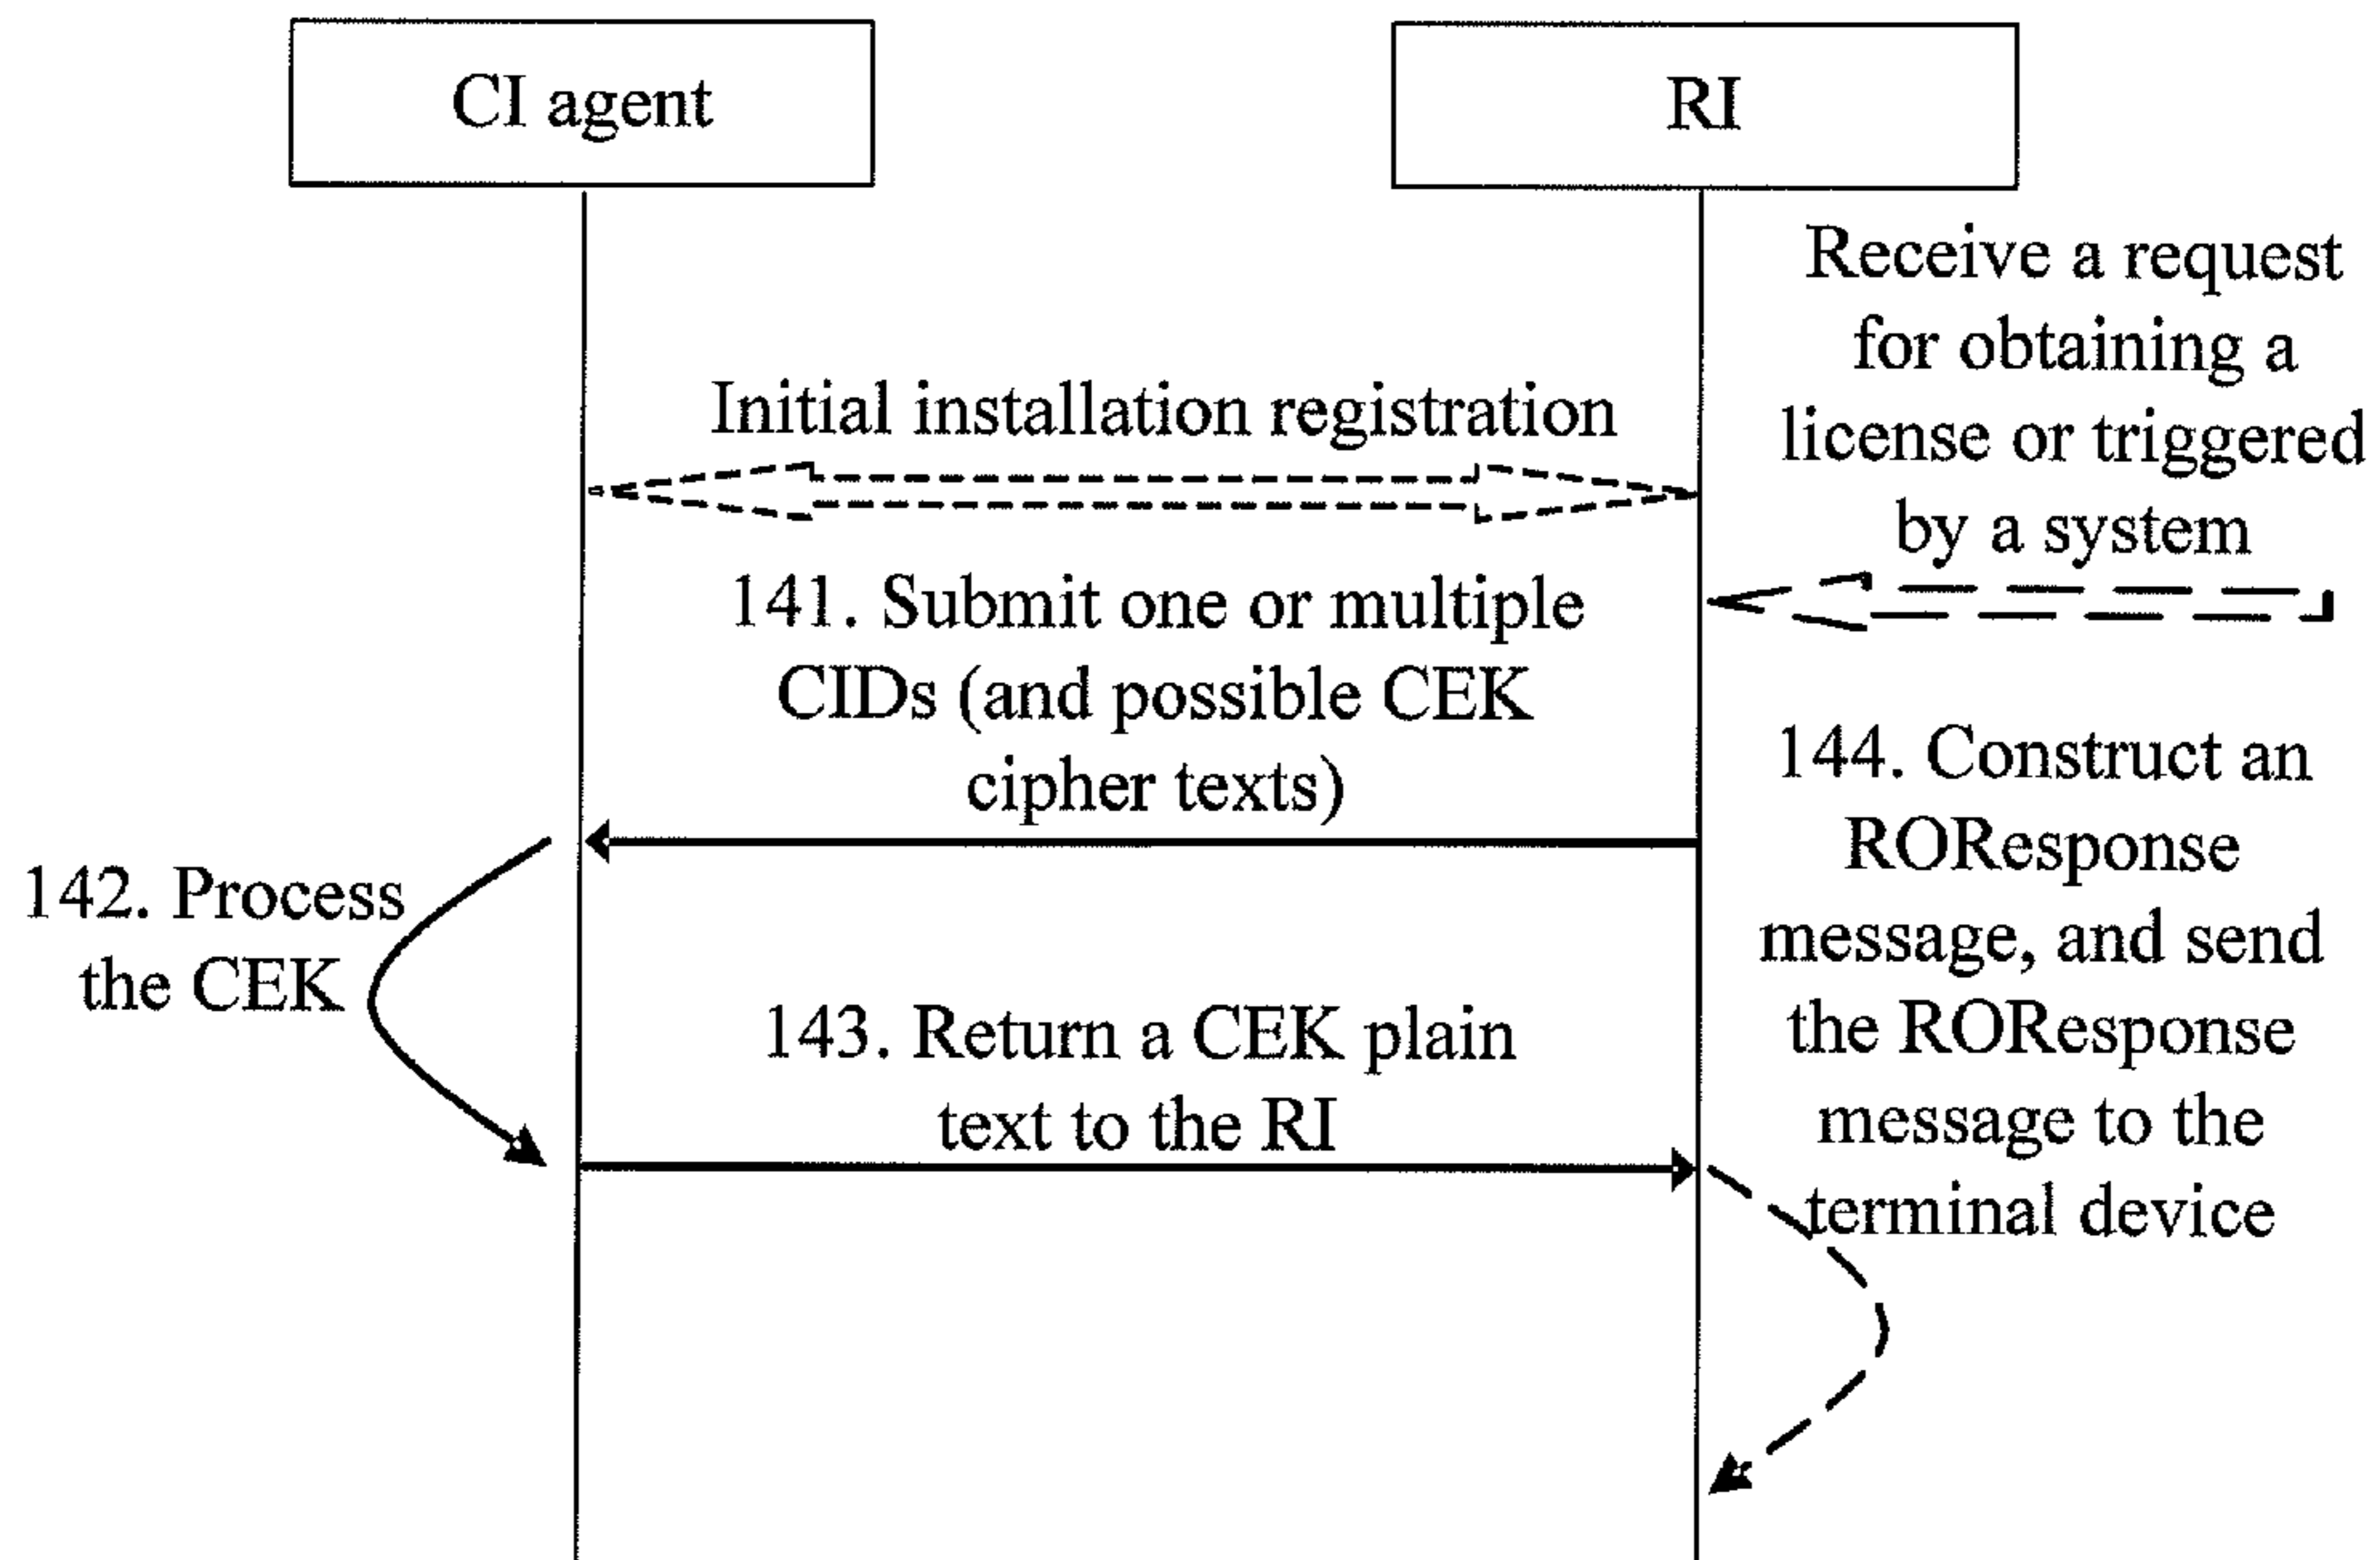 CI agent
RI
Receive a request
for obtaining a
license or triggered
by a system
Initial installation registration
141. Submit one or multiple
CIDs (and possible CEK
cipher texts)
142. Process
the CEK
143. Return a CEK plain
text to the RI
144. Construct an
ROResponse
message, and send
the ROResponse
message to the
terminal device